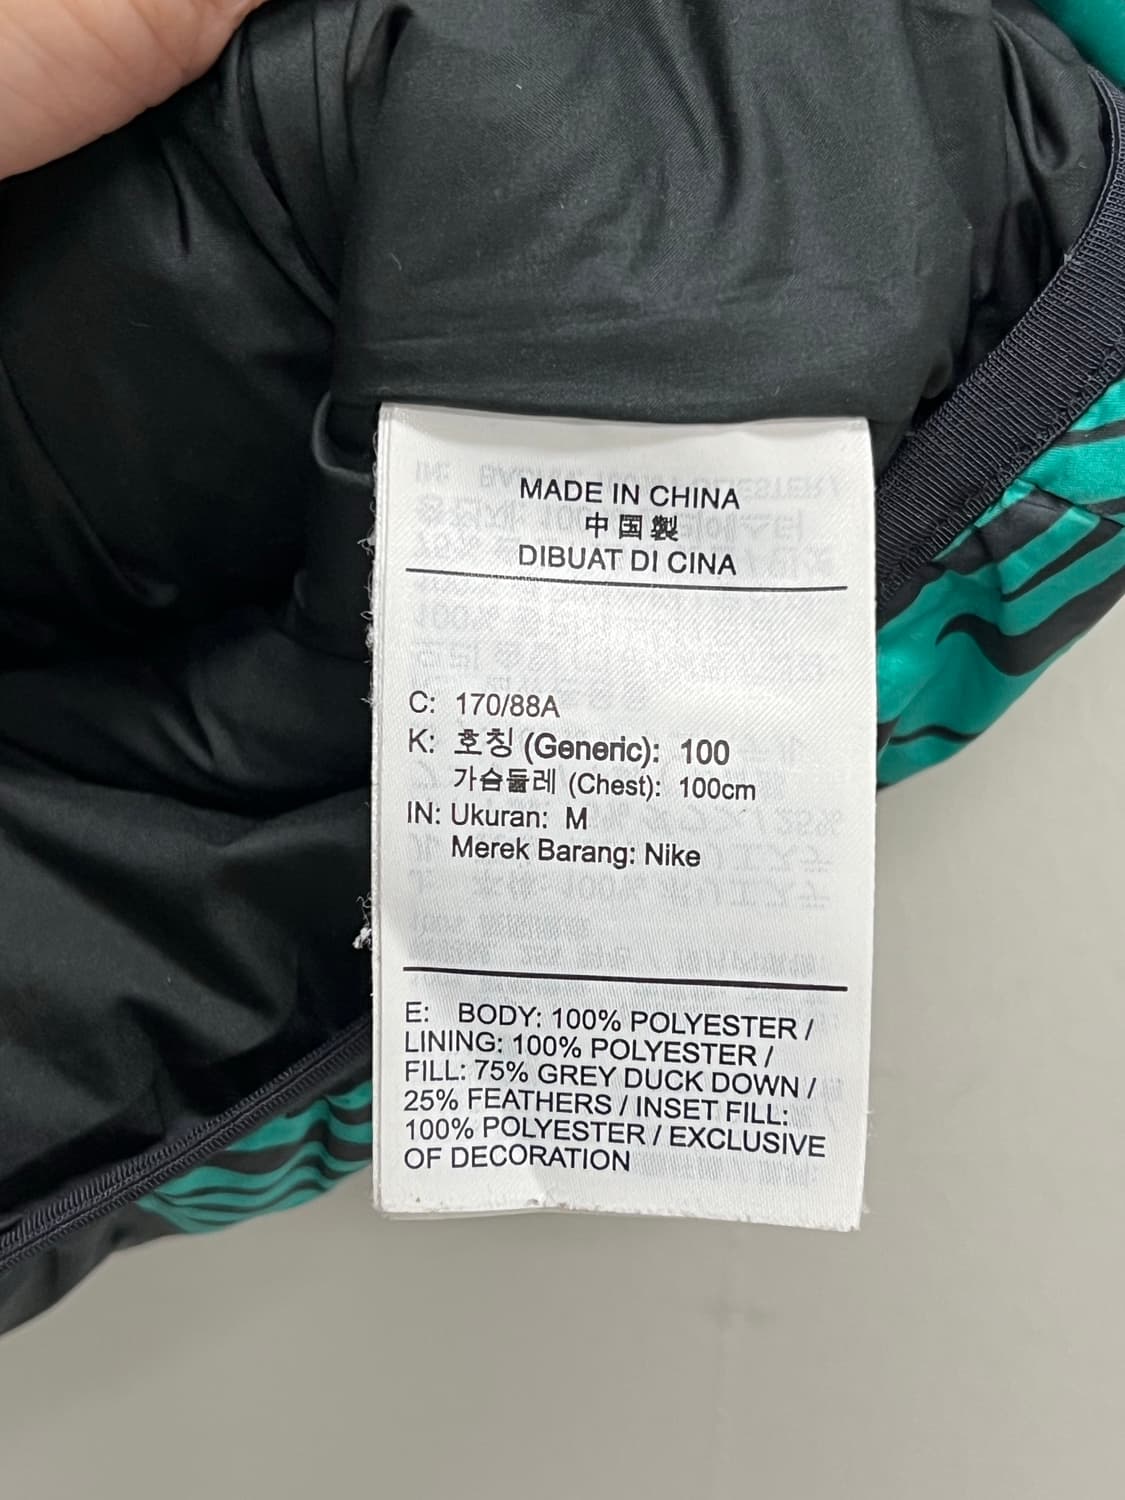 MADE IN CHINA
中国製
DIBUAT DI CINA
C: 170/88A
K: 호칭 (Generic): 100
가슴둘레 (Chest): 100cm
IN: Ukuran: M
Merek Barang: Nike
E: BODY: 100% POLYESTER /
LINING: 100% POLYESTER /
FILL: 75% GREY DUCK DOWN /
25% FEATHERS / INSET FILL:
100% POLYESTER / EXCLUSIVE
OF DECORATION